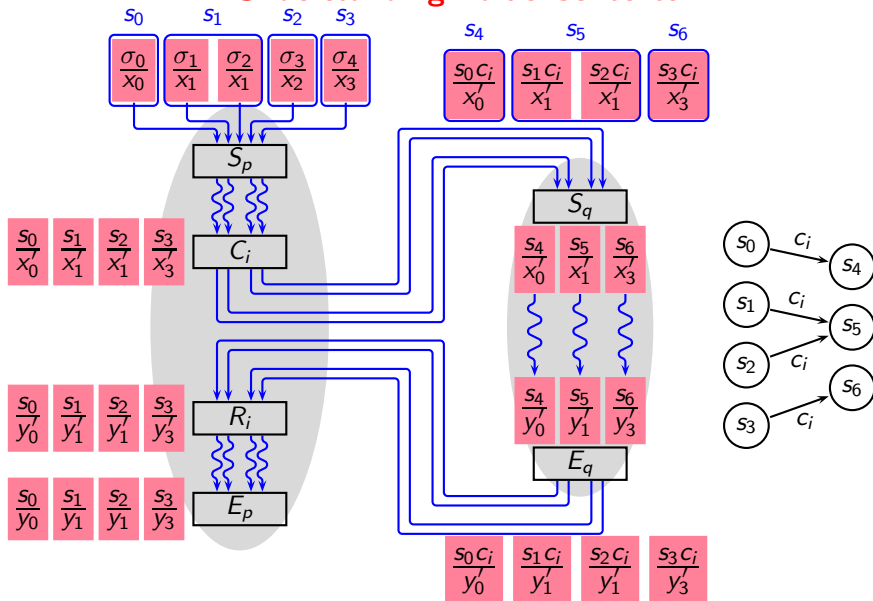 s₀ s₁ s₂ s₃ s₄ s₅ s₆
σ₀/x₀ σ₁/x₁ σ₂/x₁ σ₃/x₂ σ₄/x₃
s₀cᵢ/x′₀ s₁cᵢ/x′₁ s₂cᵢ/x′₁ s₃cᵢ/x′₃
Sₚ
S_q
s₀/x′₀ s₁/x′₁ s₂/x′₁ s₃/x′₃
Cᵢ
s₄/x′₀ s₅/x′₁ s₆/x′₃
s₀ cᵢ s₄
s₁ cᵢ s₅
s₂ cᵢ
s₃ cᵢ s₆
s₀/y′₀ s₁/y′₁ s₂/y′₁ s₃/y′₃
Rᵢ
s₄/y′₀ s₅/y′₁ s₆/y′₃
E_q
s₀/y₀ s₁/y₁ s₂/y₁ s₃/y₃
Eₚ
s₀cᵢ/y′₀ s₁cᵢ/y′₁ s₂cᵢ/y′₁ s₃cᵢ/y′₃